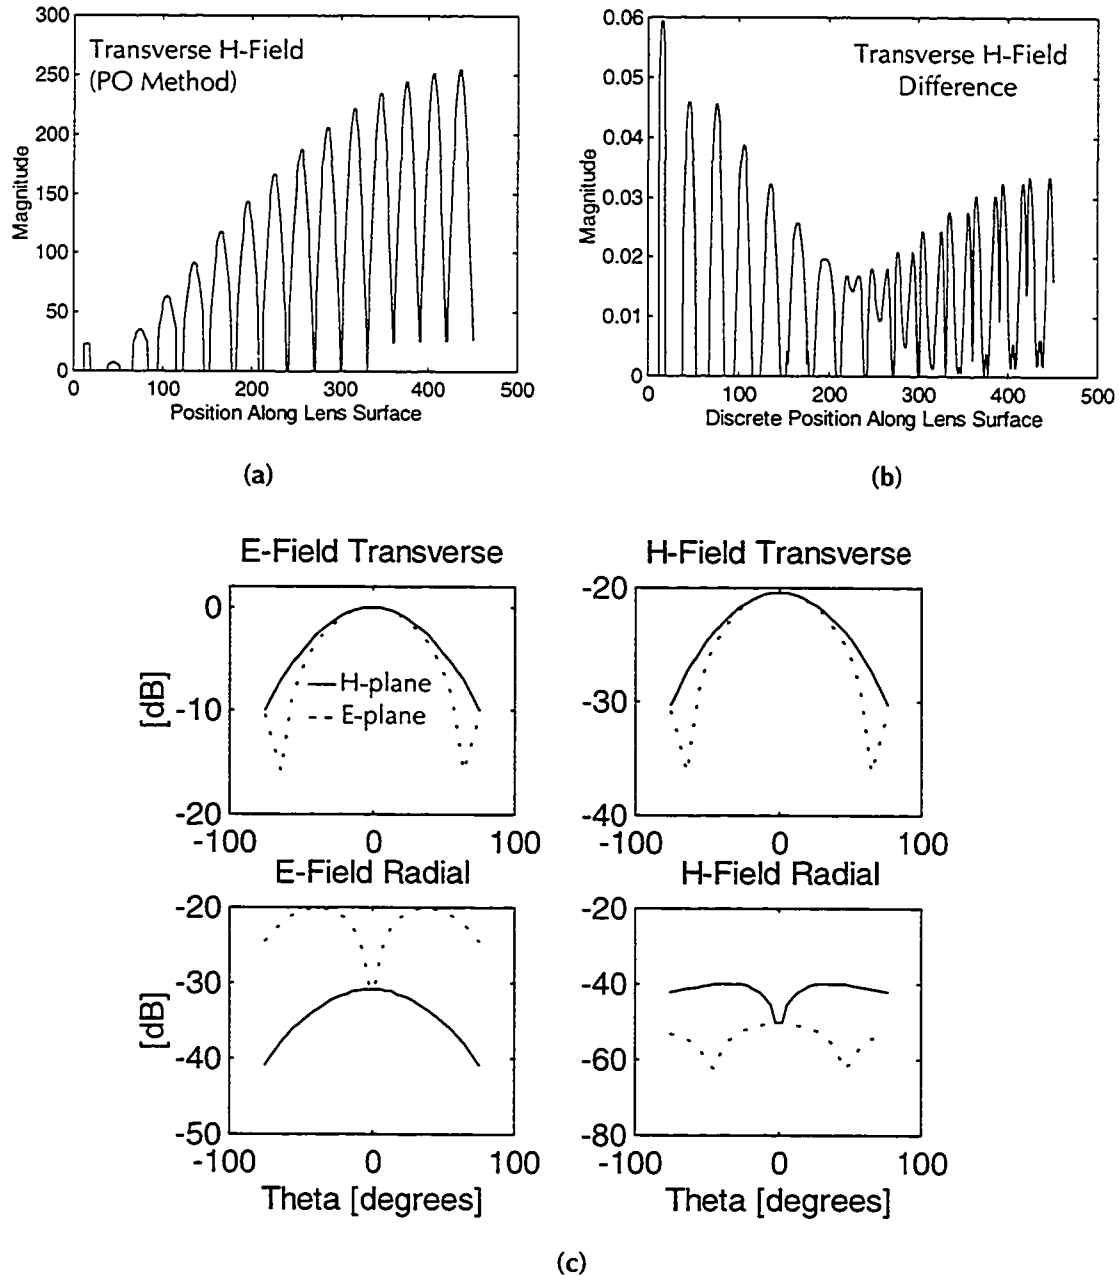 300
250
200
150
100
50
0
Magnitude
Transverse H-Field
(PO Method)
0 100 200 300 400 500
Position Along Lens Surface
(a)
0.06
0.05
0.04
0.03
0.02
0.01
0
Magnitude
Transverse H-Field
Difference
0 100 200 300 400 500
Discrete Position Along Lens Surface
(b)
E-Field Transverse
0
-10
-20
[dB]
H-plane
E-plane
-100 0 100
H-Field Transverse
-20
-30
-40
-100 0 100
E-Field Radial
-20
-30
-40
-50
[dB]
-100 0 100
Theta [degrees]
H-Field Radial
-20
-40
-60
-80
-100 0 100
Theta [degrees]
(c)